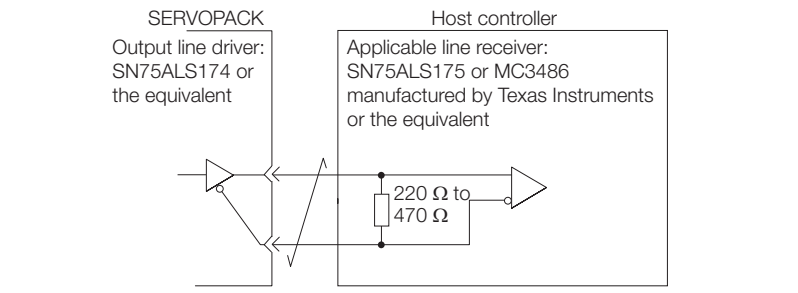 SERVOPACK
Host controller
Output line driver:
SN75ALS174 or
the equivalent
Applicable line receiver:
SN75ALS175 or MC3486
manufactured by Texas Instruments
or the equivalent
220 Ω to
470 Ω